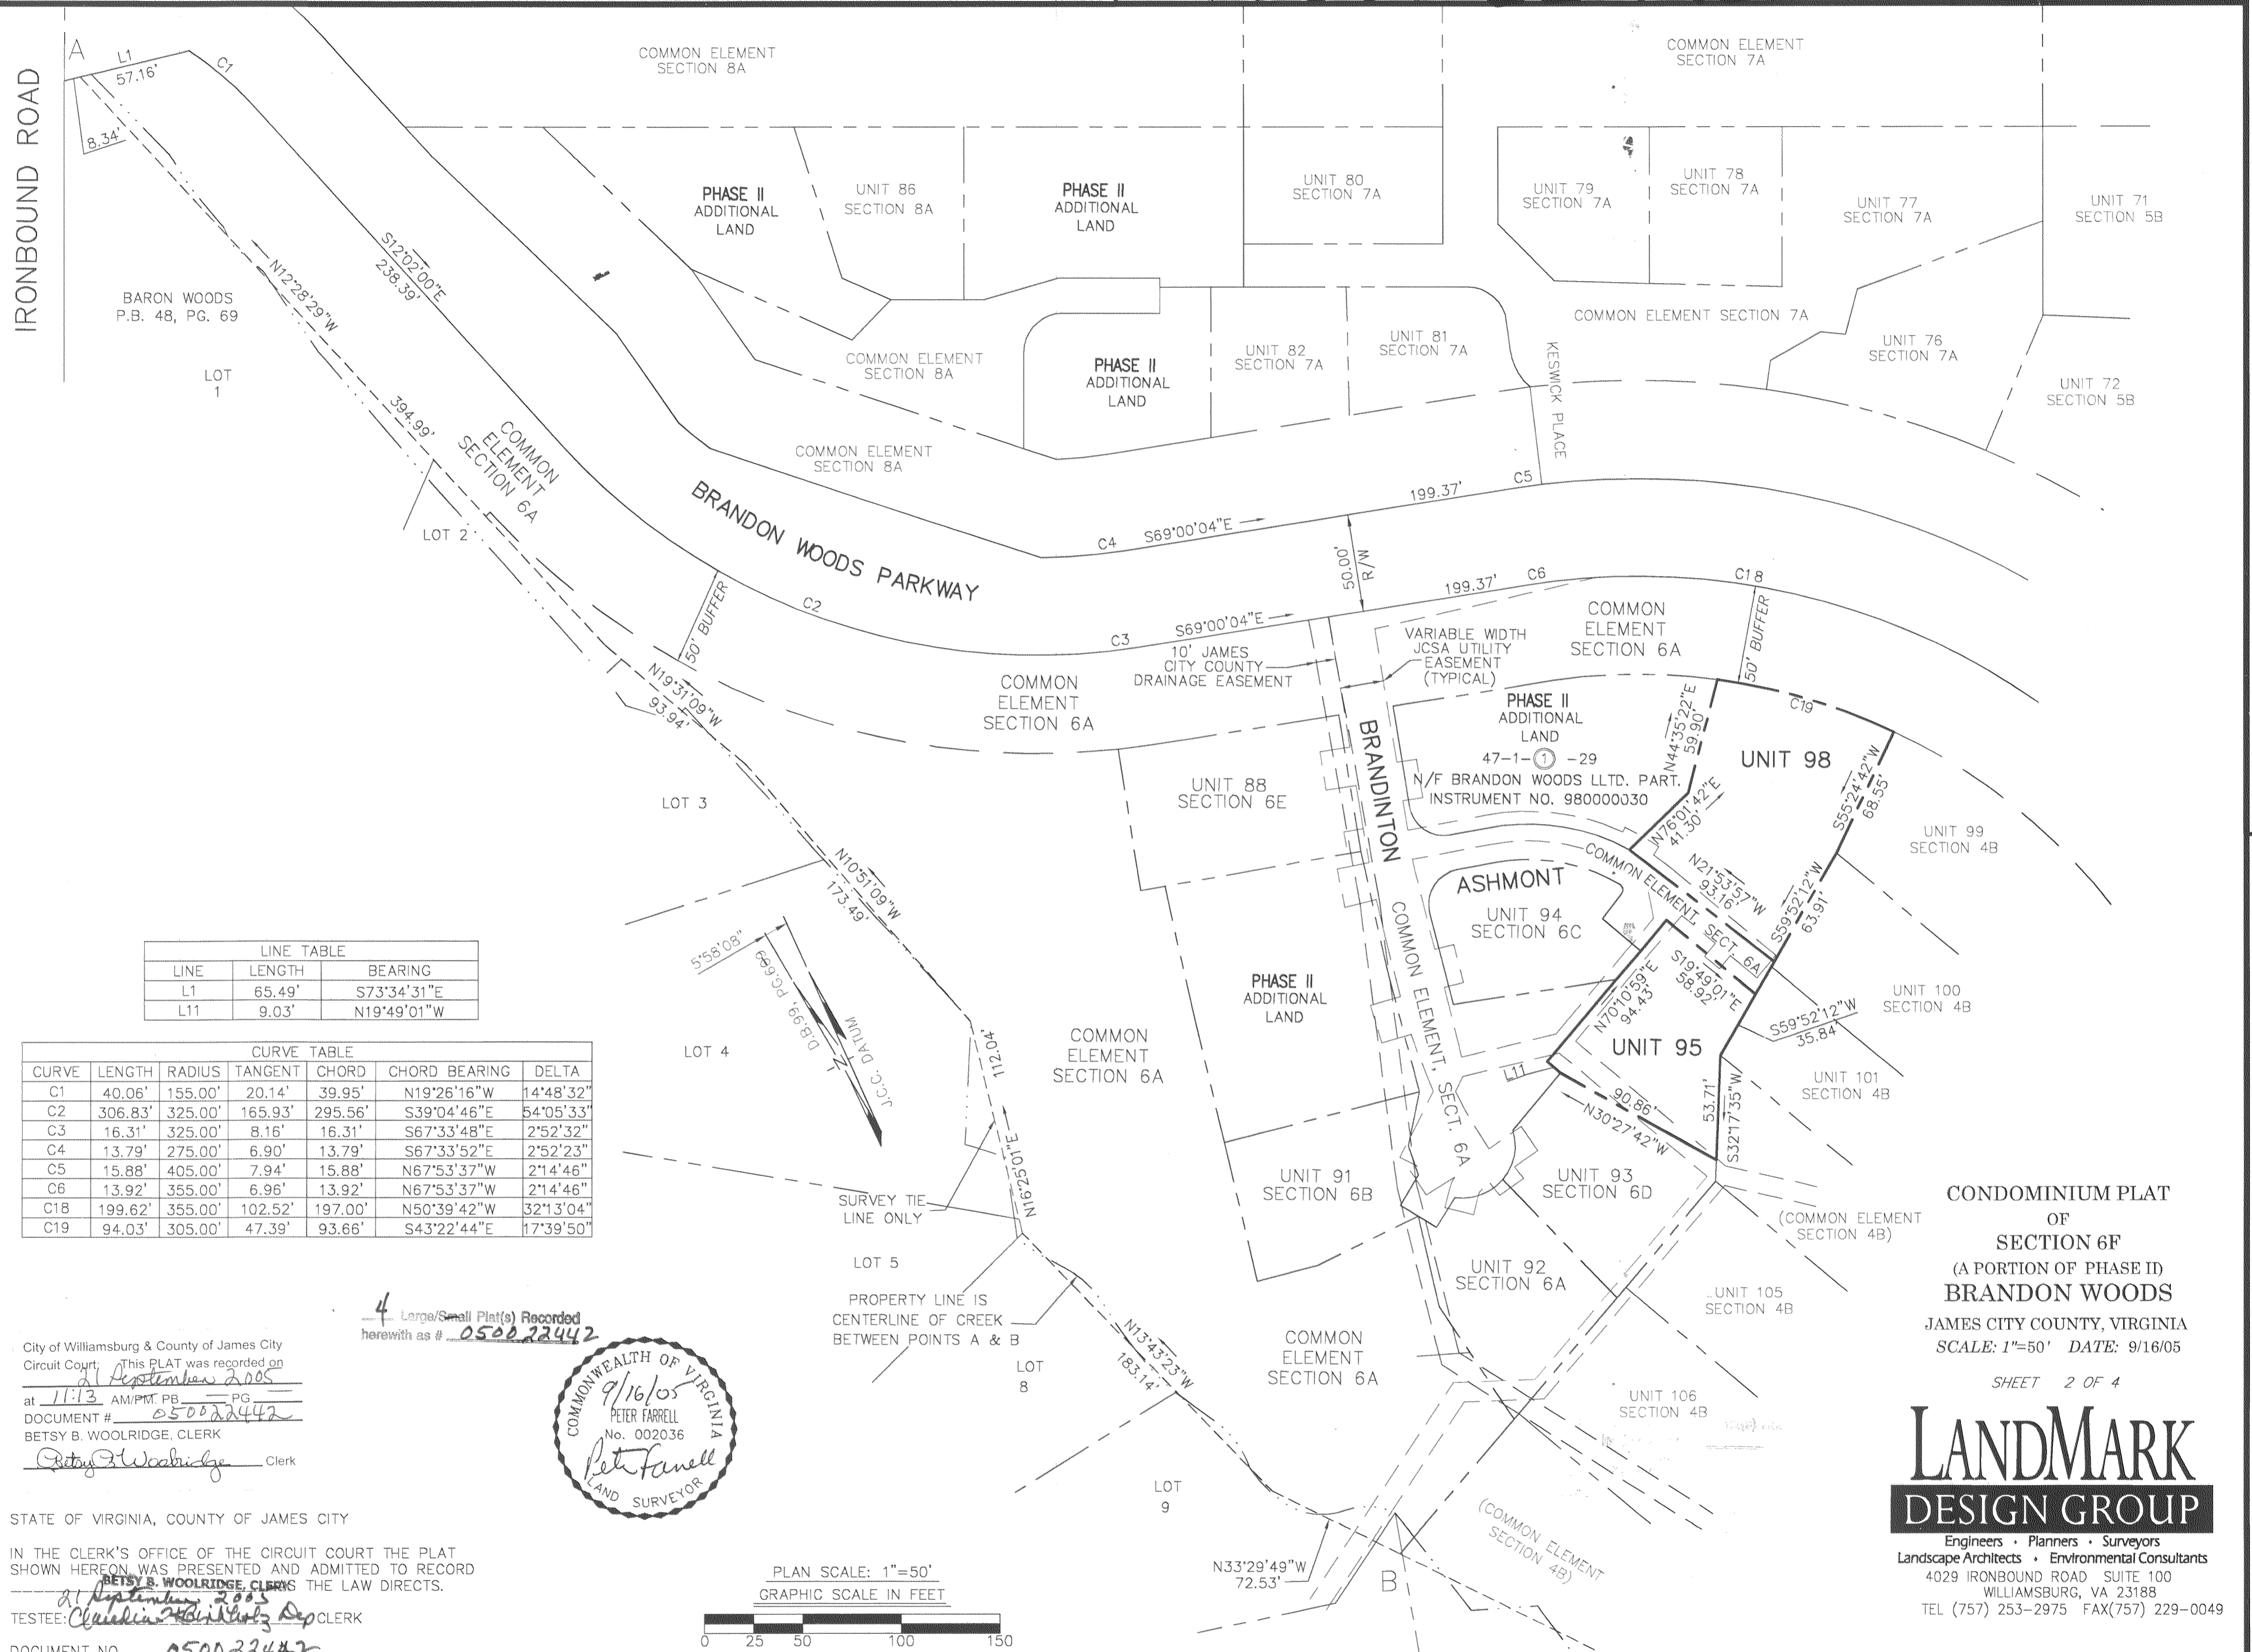 IRONBOUND ROAD
A
L1
57.16'
C1
8.34'
COMMON ELEMENT
SECTION 8A
COMMON ELEMENT
SECTION 7A
PHASE II
ADDITIONAL
LAND
UNIT 86
SECTION 8A
PHASE II
ADDITIONAL
LAND
UNIT 80
SECTION 7A
UNIT 79
SECTION 7A
UNIT 78
SECTION 7A
UNIT 77
SECTION 7A
UNIT 71
SECTION 5B
S12°02'00"E
238.39'
N12°28'29"W
394.99'
BARON WOODS
P.B. 48, PG. 69
LOT
1
COMMON ELEMENT
SECTION 8A
PHASE II
ADDITIONAL
LAND
UNIT 82
SECTION 7A
UNIT 81
SECTION 7A
KESWICK PLACE
COMMON ELEMENT SECTION 7A
UNIT 76
SECTION 7A
UNIT 72
SECTION 5B
COMMON
ELEMENT
SECTION 6A
COMMON ELEMENT
SECTION 8A
LOT 2
BRANDON WOODS PARKWAY
C4
S69°00'04"E
199.37'
C5
50.00'
R/W
50' BUFFER
C2
C3
S69°00'04"E
199.37'
C6
C18
10' JAMES
CITY COUNTY
DRAINAGE EASEMENT
VARIABLE WIDTH
JCSA UTILITY
EASEMENT
(TYPICAL)
COMMON
ELEMENT
SECTION 6A
50' BUFFER
N19°31'09"W
93.94'
COMMON
ELEMENT
SECTION 6A
PHASE II
ADDITIONAL
LAND
47-1-(1) -29
N/F BRANDON WOODS LLTD. PART.
INSTRUMENT NO. 980000030
N44°35'22"E
59.90'
C19
UNIT 98
S55°24'42"W
68.55'
LOT 3
UNIT 88
SECTION 6E
BRANDINTON
N76°01'42"E
41.30'
UNIT 99
SECTION 4B
N10°51'09"W
173.49'
ASHMONT
UNIT 94
SECTION 6C
COMMON ELEMENT SECT. 6A
N21°53'57"W
93.16'
S59°52'12"W
63.91'
5°58'08"
D.B.99, PG.609
N
J.C.C. DATUM
PHASE II
ADDITIONAL
LAND
COMMON ELEMENT, SECT. 6A
N70°10'59"E
94.43'
S19°49'01"E
58.92'
UNIT 100
SECTION 4B
S59°52'12"W
35.84'
UNIT 95
LINE TABLE
LINE LENGTH BEARING
L1 65.49' S73°34'31"E
L11 9.03' N19°49'01"W
LOT 4
112.04'
N16°25'01"E
COMMON
ELEMENT
SECTION 6A
L11
90.86'
N30°27'42"W
53.71'
S32°17'35"W
UNIT 101
SECTION 4B
CURVE TABLE
CURVE LENGTH RADIUS TANGENT CHORD CHORD BEARING DELTA
C1 40.06' 155.00' 20.14' 39.95' N19°26'16"W 14°48'32"
C2 306.83' 325.00' 165.93' 295.56' S39°04'46"E 54°05'33"
C3 16.31' 325.00' 8.16' 16.31' S67°33'48"E 2°52'32"
C4 13.79' 275.00' 6.90' 13.79' S67°33'52"E 2°52'23"
C5 15.88' 405.00' 7.94' 15.88' N67°53'37"W 2°14'46"
C6 13.92' 355.00' 6.96' 13.92' N67°53'37"W 2°14'46"
C18 199.62' 355.00' 102.52' 197.00' N50°39'42"W 32°13'04"
C19 94.03' 305.00' 47.39' 93.66' S43°22'44"E 17°39'50"
UNIT 91
SECTION 6B
UNIT 93
SECTION 6D
SURVEY TIE
LINE ONLY
(COMMON ELEMENT
SECTION 4B)
LOT 5
UNIT 92
SECTION 6A
UNIT 105
SECTION 4B
PROPERTY LINE IS
CENTERLINE OF CREEK
BETWEEN POINTS A & B
N13°43'23"W
183.14'
LOT
8
COMMON
ELEMENT
SECTION 6A
UNIT 106
SECTION 4B
LOT
9
(COMMON ELEMENT
SECTION 4B)
N33°29'49"W
72.53'
B
4 Large/Small Plat(s) Recorded
herewith as # 050022442
City of Williamsburg & County of James City
Circuit Court: This PLAT was recorded on
21 September 2005
at 11:13 AM/PM. PB PG
DOCUMENT # 050022442
BETSY B. WOOLRIDGE, CLERK
Betsy B Woolridge Clerk
COMMONWEALTH OF VIRGINIA
9/16/05
PETER FARRELL
No. 002036
Peter Farrell
LAND SURVEYOR
STATE OF VIRGINIA, COUNTY OF JAMES CITY
IN THE CLERK'S OFFICE OF THE CIRCUIT COURT THE PLAT
SHOWN HEREON WAS PRESENTED AND ADMITTED TO RECORD
BETSY B. WOOLRIDGE, CLERK
AS THE LAW DIRECTS.
21 September 2005
TESTEE: Dep CLERK
DOCUMENT NO. 050022442
PLAN SCALE: 1"=50'
GRAPHIC SCALE IN FEET
0 25 50 100 150
CONDOMINIUM PLAT
OF
SECTION 6F
(A PORTION OF PHASE II)
BRANDON WOODS
JAMES CITY COUNTY, VIRGINIA
SCALE: 1"=50' DATE: 9/16/05
SHEET 2 OF 4
LANDMARK
DESIGN GROUP
Engineers • Planners • Surveyors
Landscape Architects • Environmental Consultants
4029 IRONBOUND ROAD SUITE 100
WILLIAMSBURG, VA 23188
TEL (757) 253-2975 FAX(757) 229-0049